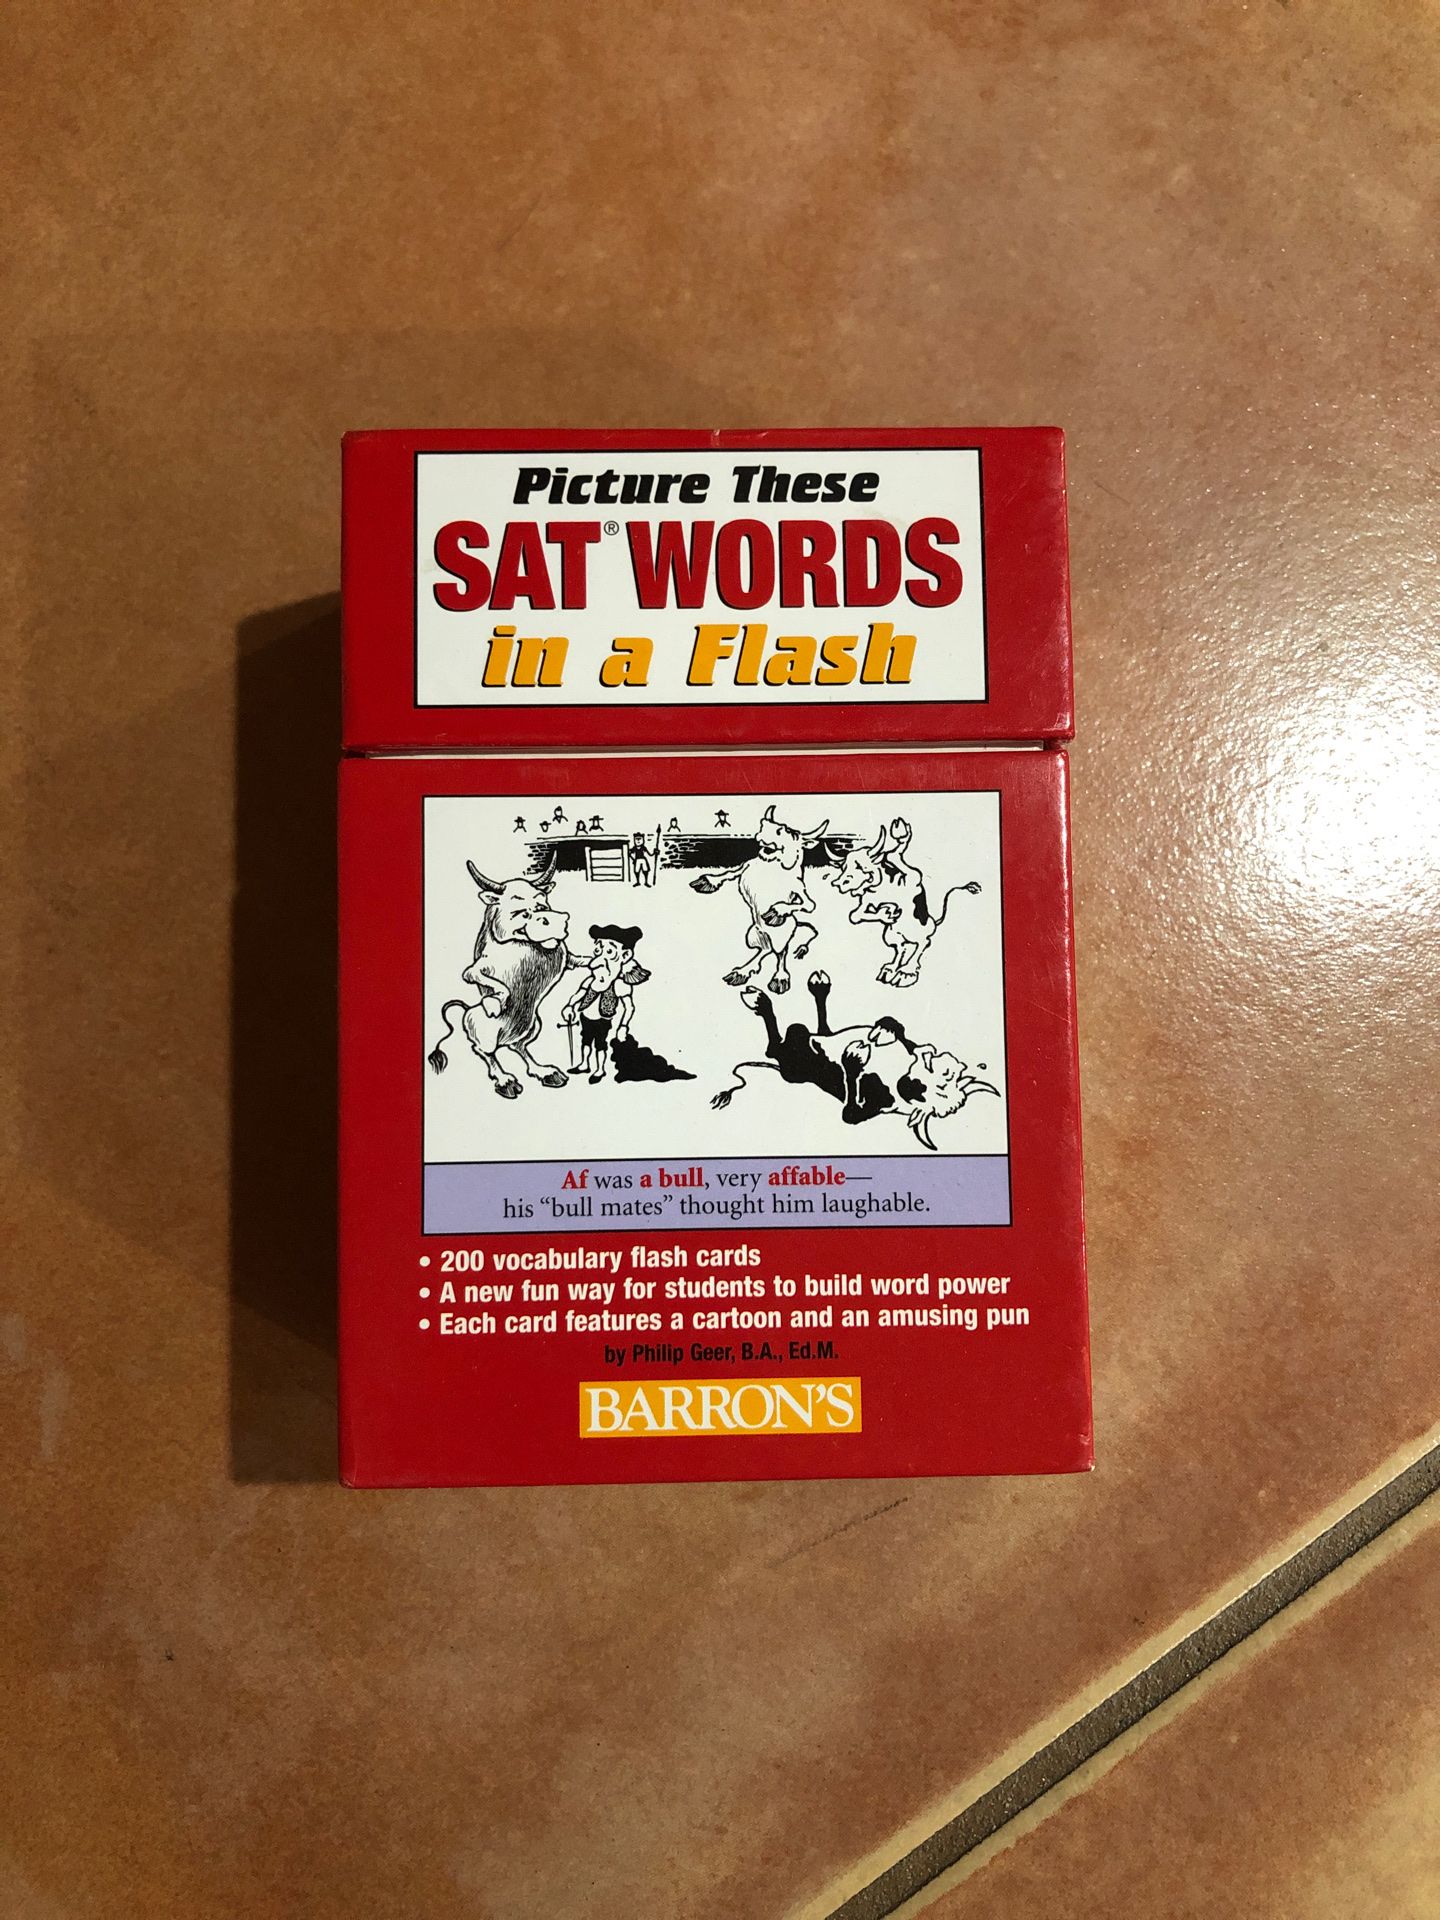 Picture These
SAT® WORDS
in a Flash
Af was a bull, very affable—
his “bull mates” thought him laughable.
• 200 vocabulary flash cards
• A new fun way for students to build word power
• Each card features a cartoon and an amusing pun
by Philip Geer, B.A., Ed.M.
BARRON'S